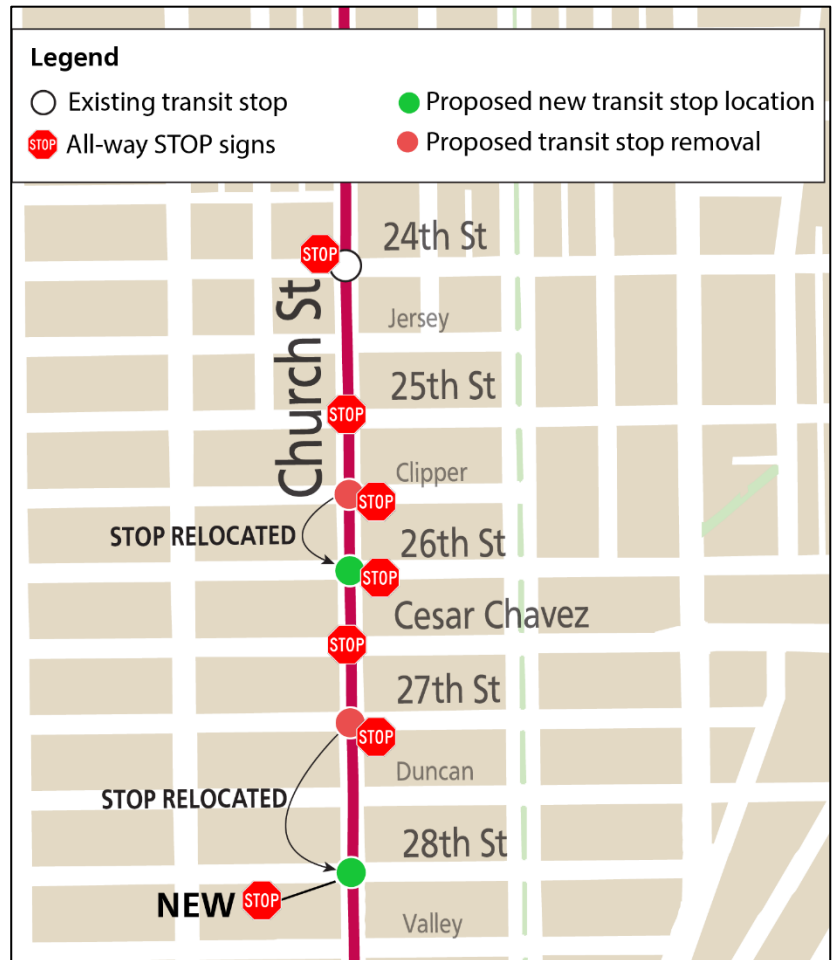 Legend
Existing transit stop
Proposed new transit stop location
STOP All-way STOP signs
Proposed transit stop removal
24th St
STOP
Church St
Jersey
25th St
STOP
Clipper
STOP
STOP RELOCATED
26th St
STOP
Cesar Chavez
STOP
27th St
STOP
Duncan
STOP RELOCATED
28th St
NEW STOP
Valley